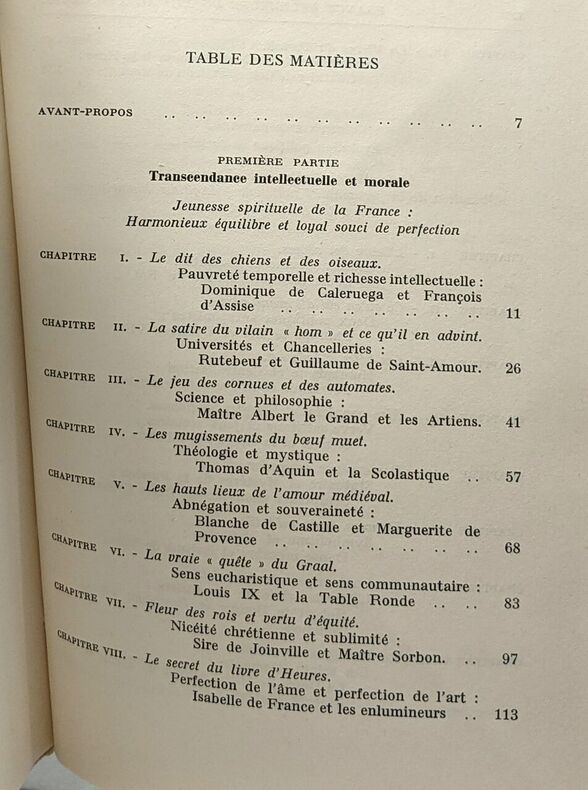 TABLE DES MATIÈRES
AVANT-PROPOS .. .. .. .. .. .. .. .. .. .. .. 7
PREMIÈRE PARTIE
Transcendance intellectuelle et morale
Jeunesse spirituelle de la France :
Harmonieux équilibre et loyal souci de perfection
CHAPITRE I. - Le dit des chiens et des oiseaux.
Pauvreté temporelle et richesse intellectuelle :
Dominique de Caleruega et François
d'Assise .. .. .. .. .. .. .. 11
CHAPITRE II. - La satire du vilain « hom » et ce qu'il en advint.
Universités et Chancelleries :
Rutebeuf et Guillaume de Saint-Amour. 26
CHAPITRE III. - Le jeu des cornues et des automates.
Science et philosophie :
Maître Albert le Grand et les Artiens. 41
CHAPITRE IV. - Les mugissements du bœuf muet.
Théologie et mystique :
Thomas d'Aquin et la Scolastique .. 57
CHAPITRE V. - Les hauts lieux de l'amour médiéval.
Abnégation et souveraineté :
Blanche de Castille et Marguerite de
Provence .. .. .. .. .. .. .. 68
CHAPITRE VI. - La vraie « quête » du Graal.
Sens eucharistique et sens communautaire :
Louis IX et la Table Ronde .. .. 83
CHAPITRE VII. - Fleur des rois et vertu d'équité.
Nicéité chrétienne et sublimité :
Sire de Joinville et Maître Sorbon. .. 97
CHAPITRE VIII. - Le secret du livre d'Heures.
Perfection de l'âme et perfection de l'art :
Isabelle de France et les enlumineurs .. 113